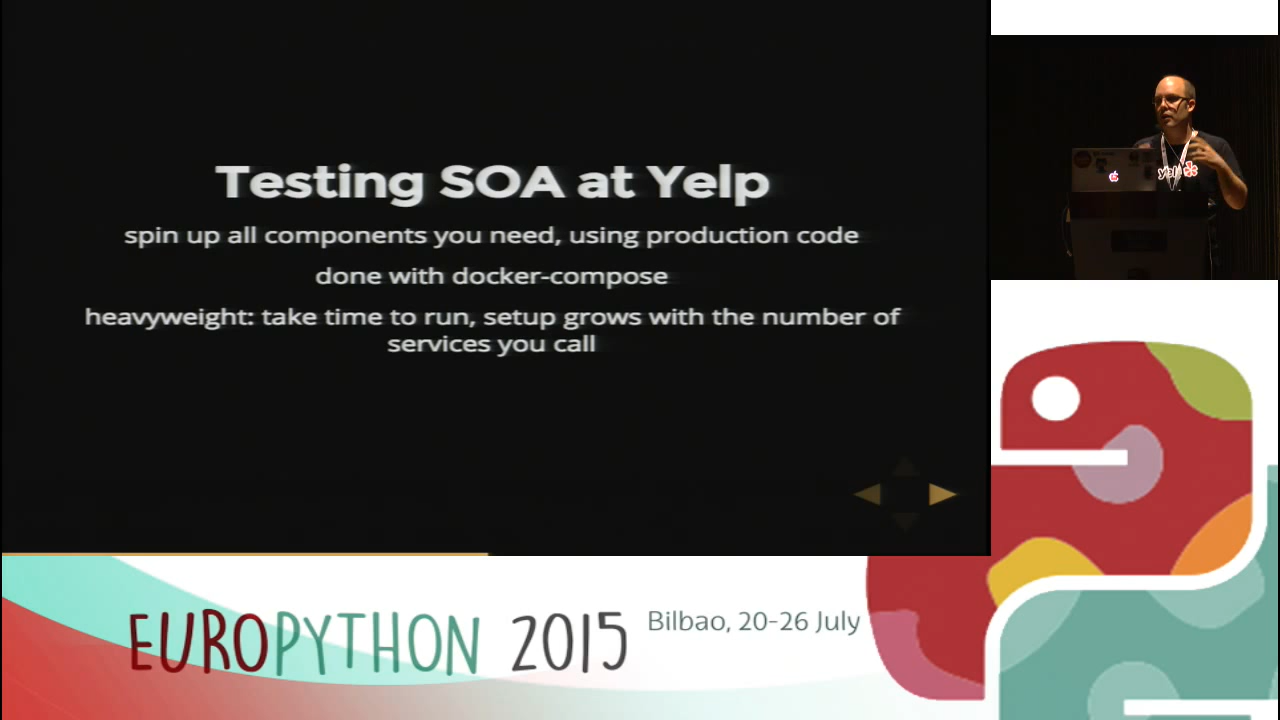 Testing SOA at Yelp
spin up all components you need, using production code
done with docker-compose
heavyweight: take time to run, setup grows with the number of
services you call
yelp
EUROPYTHON 2015
Bilbao, 20-26 July